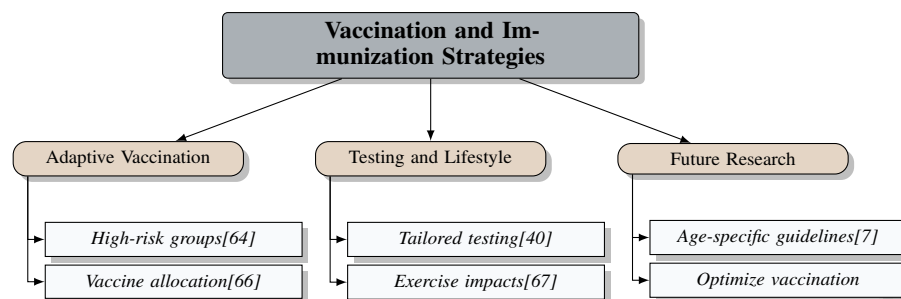 Vaccination and Im-
munization Strategies
Adaptive Vaccination
Testing and Lifestyle
Future Research
High-risk groups[64]
Tailored testing[40]
Age-specific guidelines[7]
Vaccine allocation[66]
Exercise impacts[67]
Optimize vaccination